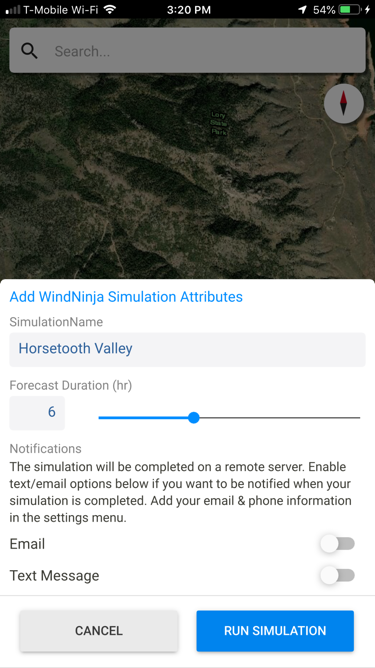 T-Mobile Wi-Fi 3:20 PM 54%
Search...
Lory
State
Park
Add WindNinja Simulation Attributes
SimulationName
Horsetooth Valley
Forecast Duration (hr)
6
Notifications
The simulation will be completed on a remote server. Enable
text/email options below if you want to be notified when your
simulation is completed. Add your email & phone information
in the settings menu.
Email
Text Message
CANCEL RUN SIMULATION